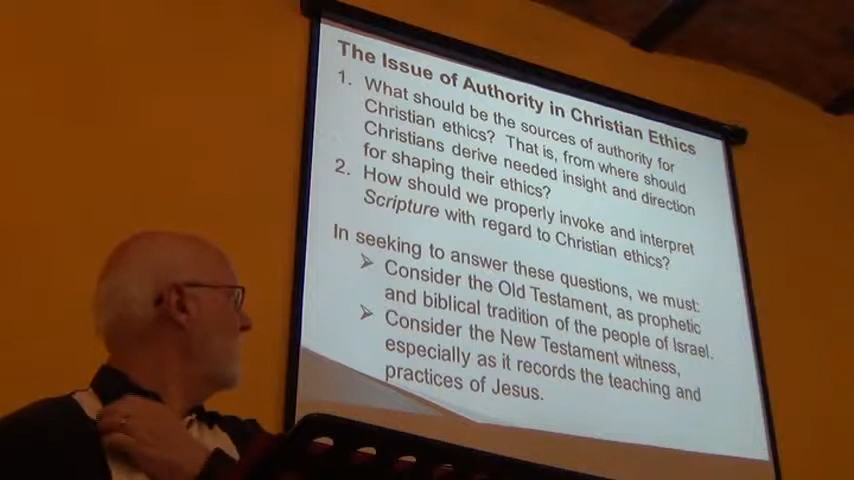 The Issue of Authority in Christian Ethics
1. What should be the sources of authority for
Christian ethics? That is, from where should
Christians derive needed insight and direction
for shaping their ethics?
2. How should we properly invoke and interpret
Scripture with regard to Christian ethics?
In seeking to answer these questions, we must:
➢ Consider the Old Testament, as prophetic
and biblical tradition of the people of Israel.
➢ Consider the New Testament witness,
especially as it records the teaching and
practices of Jesus.